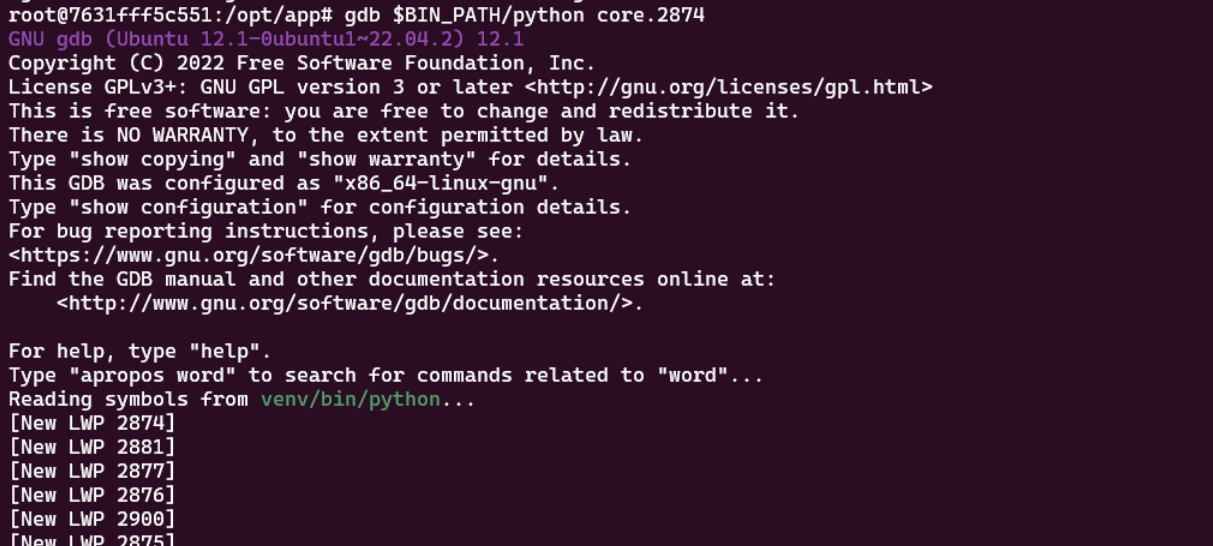 root@7631fff5c551:/opt/app# gdb $BIN_PATH/python core.2874
GNU gdb (Ubuntu 12.1-0ubuntu1~22.04.2) 12.1
Copyright (C) 2022 Free Software Foundation, Inc.
License GPLv3+: GNU GPL version 3 or later <http://gnu.org/licenses/gpl.html>
This is free software: you are free to change and redistribute it.
There is NO WARRANTY, to the extent permitted by law.
Type "show copying" and "show warranty" for details.
This GDB was configured as "x86_64-linux-gnu".
Type "show configuration" for configuration details.
For bug reporting instructions, please see:
<https://www.gnu.org/software/gdb/bugs/>.
Find the GDB manual and other documentation resources online at:
    <http://www.gnu.org/software/gdb/documentation/>.

For help, type "help".
Type "apropos word" to search for commands related to "word"...
Reading symbols from venv/bin/python...
[New LWP 2874]
[New LWP 2881]
[New LWP 2877]
[New LWP 2876]
[New LWP 2900]
[New LWP 2875]